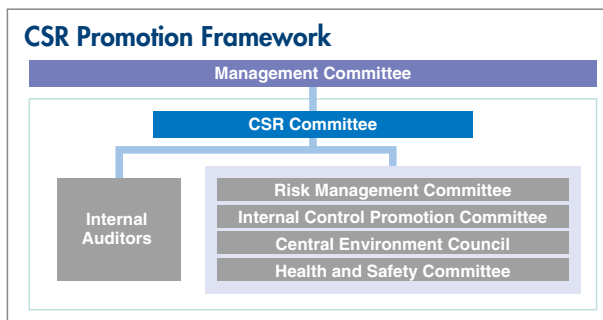 CSR Promotion Framework
Management Committee
CSR Committee
Internal
Auditors
Risk Management Committee
Internal Control Promotion Committee
Central Environment Council
Health and Safety Committee